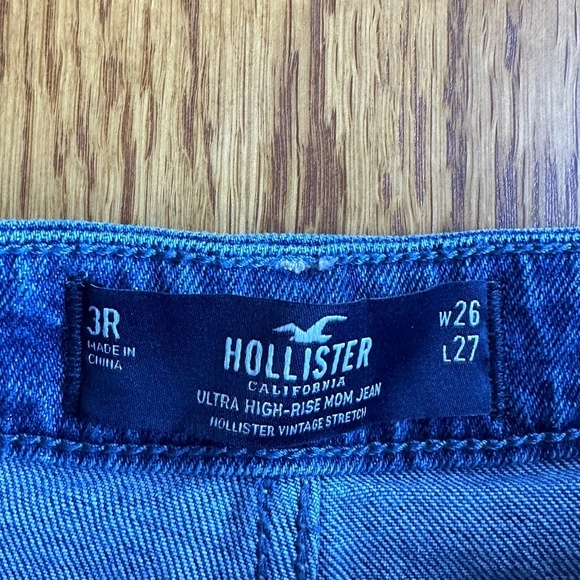 3R
MADE IN
CHINA
HOLLISTER
CALIFORNIA
ULTRA HIGH-RISE MOM JEAN
HOLLISTER VINTAGE STRETCH
W26
L27